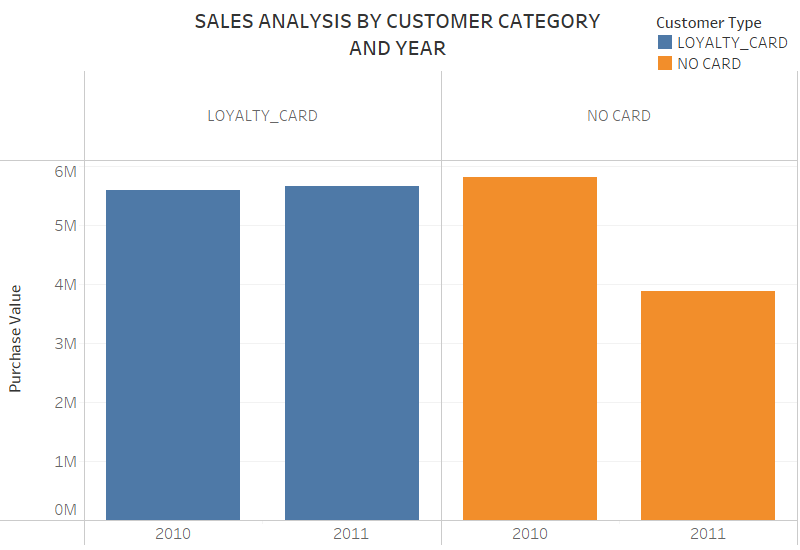 SALES ANALYSIS BY CUSTOMER CATEGORY
AND YEAR
Customer Type
LOYALTY_CARD
NO CARD
LOYALTY_CARD
NO CARD
Purchase Value
6M
5M
4M
3M
2M
1M
0M
2010
2011
2010
2011